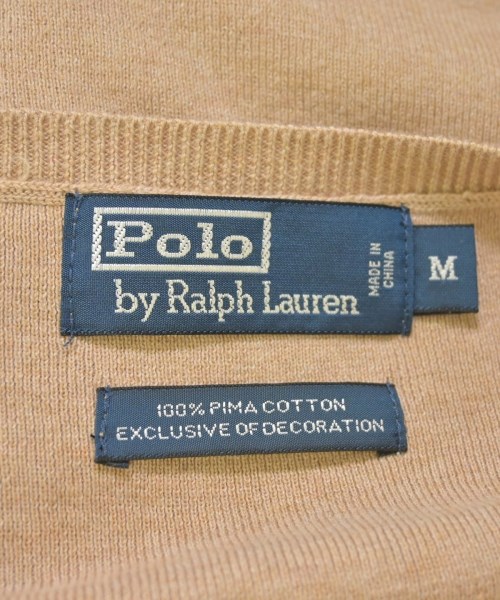 Polo
by Ralph Lauren
MADE IN
CHINA
M
100% PIMA COTTON
EXCLUSIVE OF DECORATION